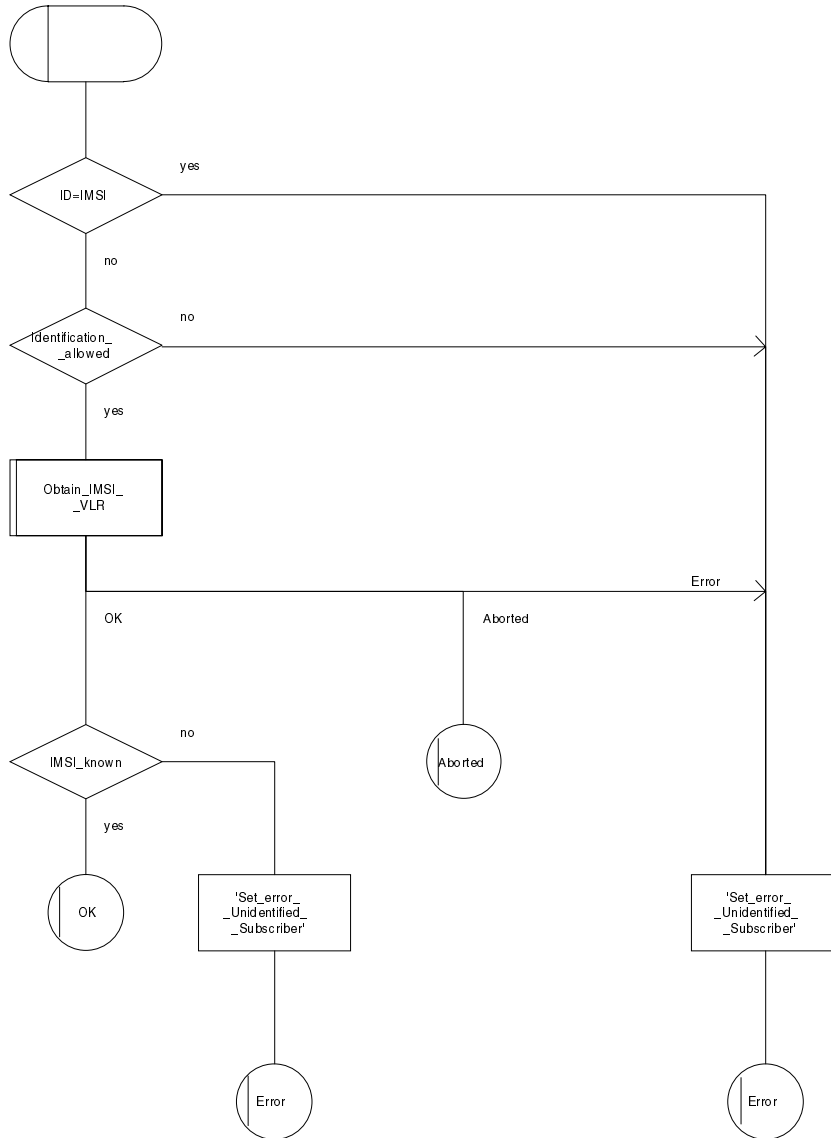 yes
ID=IMSI
no
no
Identification_
_allowed
yes
Obtain_IMSI_
_VLR
Error
OK
Aborted
no
IMSI_known
Aborted
yes
OK
'Set_error_
_Unidentified_
_Subscriber'
'Set_error_
_Unidentified_
_Subscriber'
Error
Error